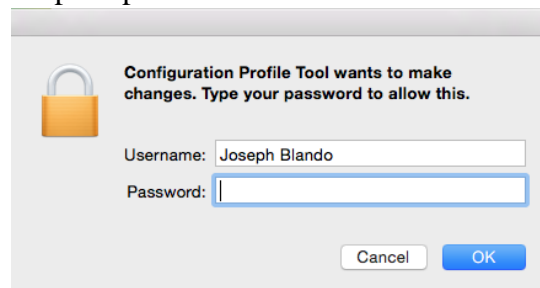 Configuration Profile Tool wants to make
changes. Type your password to allow this.
Username: Joseph Blando
Password:
Cancel OK